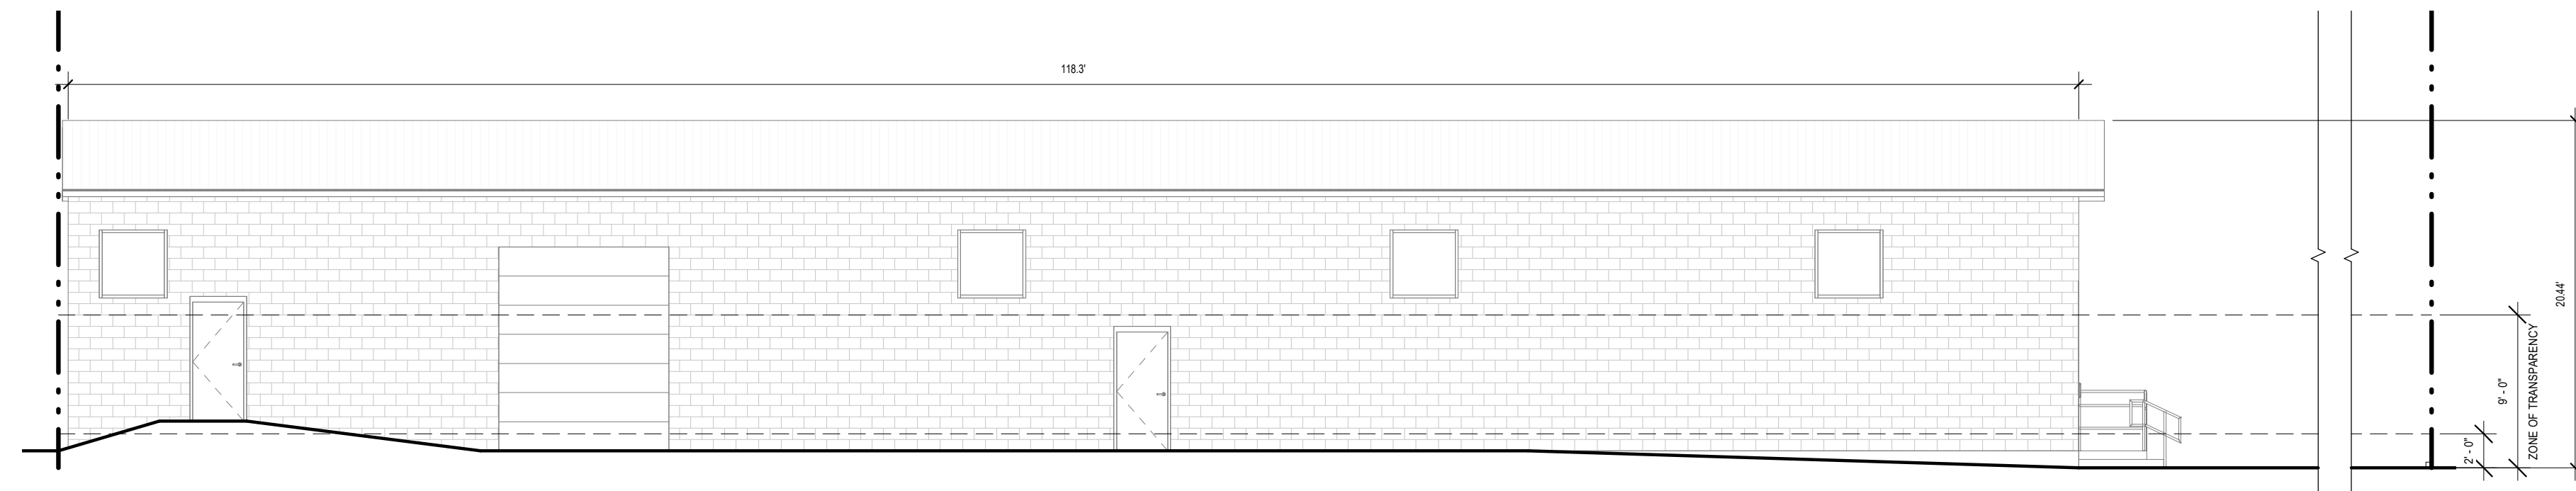 118.3'
20.44'
9' - 0"
ZONE OF TRANSPARENCY
2' - 0"